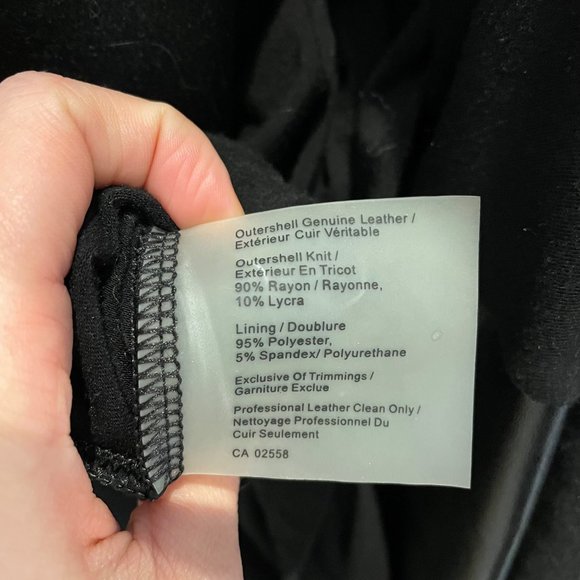 Outershell Genuine Leather /
Extérieur Cuir Véritable
Outershell Knit /
Extérieur En Tricot
90% Rayon / Rayonne,
10% Lycra
Lining / Doublure
95% Polyester,
5% Spandex/ Polyurethane
Exclusive Of Trimmings /
Garniture Exclue
Professional Leather Clean Only /
Nettoyage Professionnel Du
Cuir Seulement
CA 02558